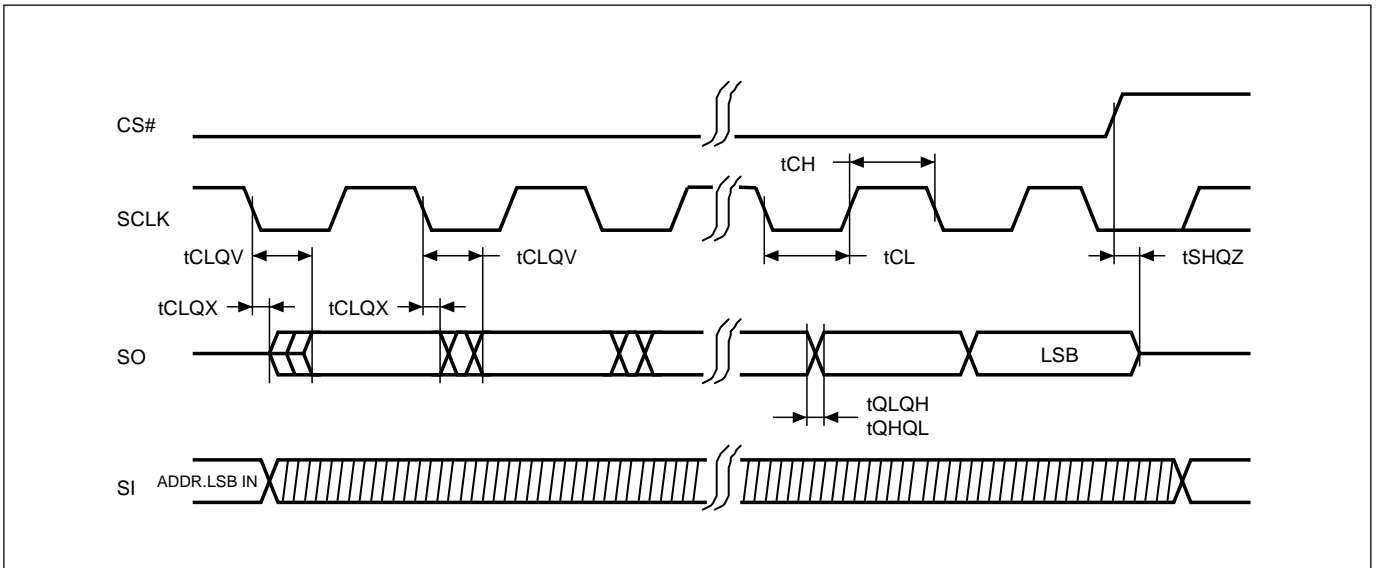 CS#
tCH
SCLK
tCLQV
tCLQV
tCL
tSHQZ
tCLQX
tCLQX
SO
LSB
tQLQH
tQHQL
SI
ADDR.LSB IN